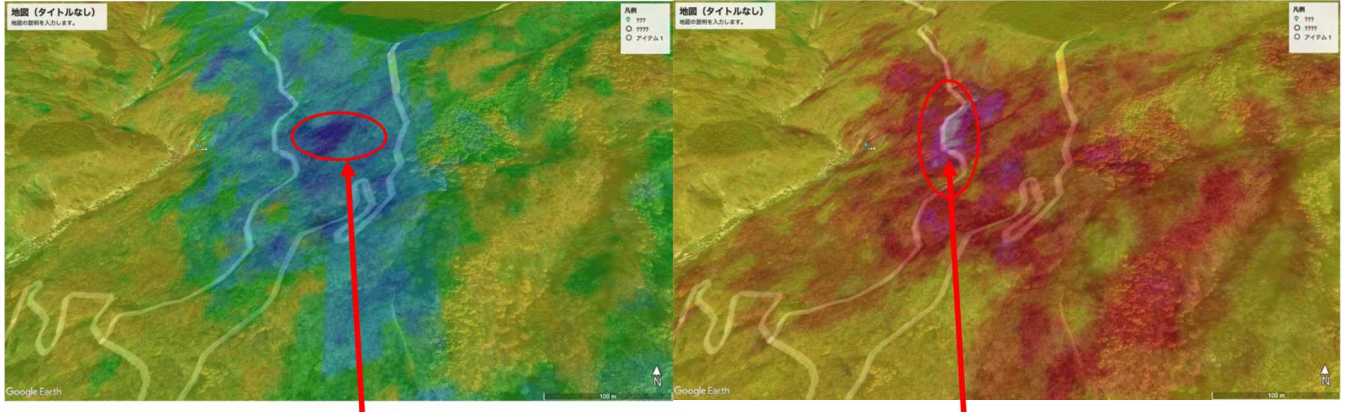 地図（タイトルなし）
地図の説明を入力します。
凡例
???
????
アイテム 1
Google Earth
N
100 m
地図（タイトルなし）
地図の説明を入力します。
凡例
???
????
アイテム 1
Google Earth
N
100 m